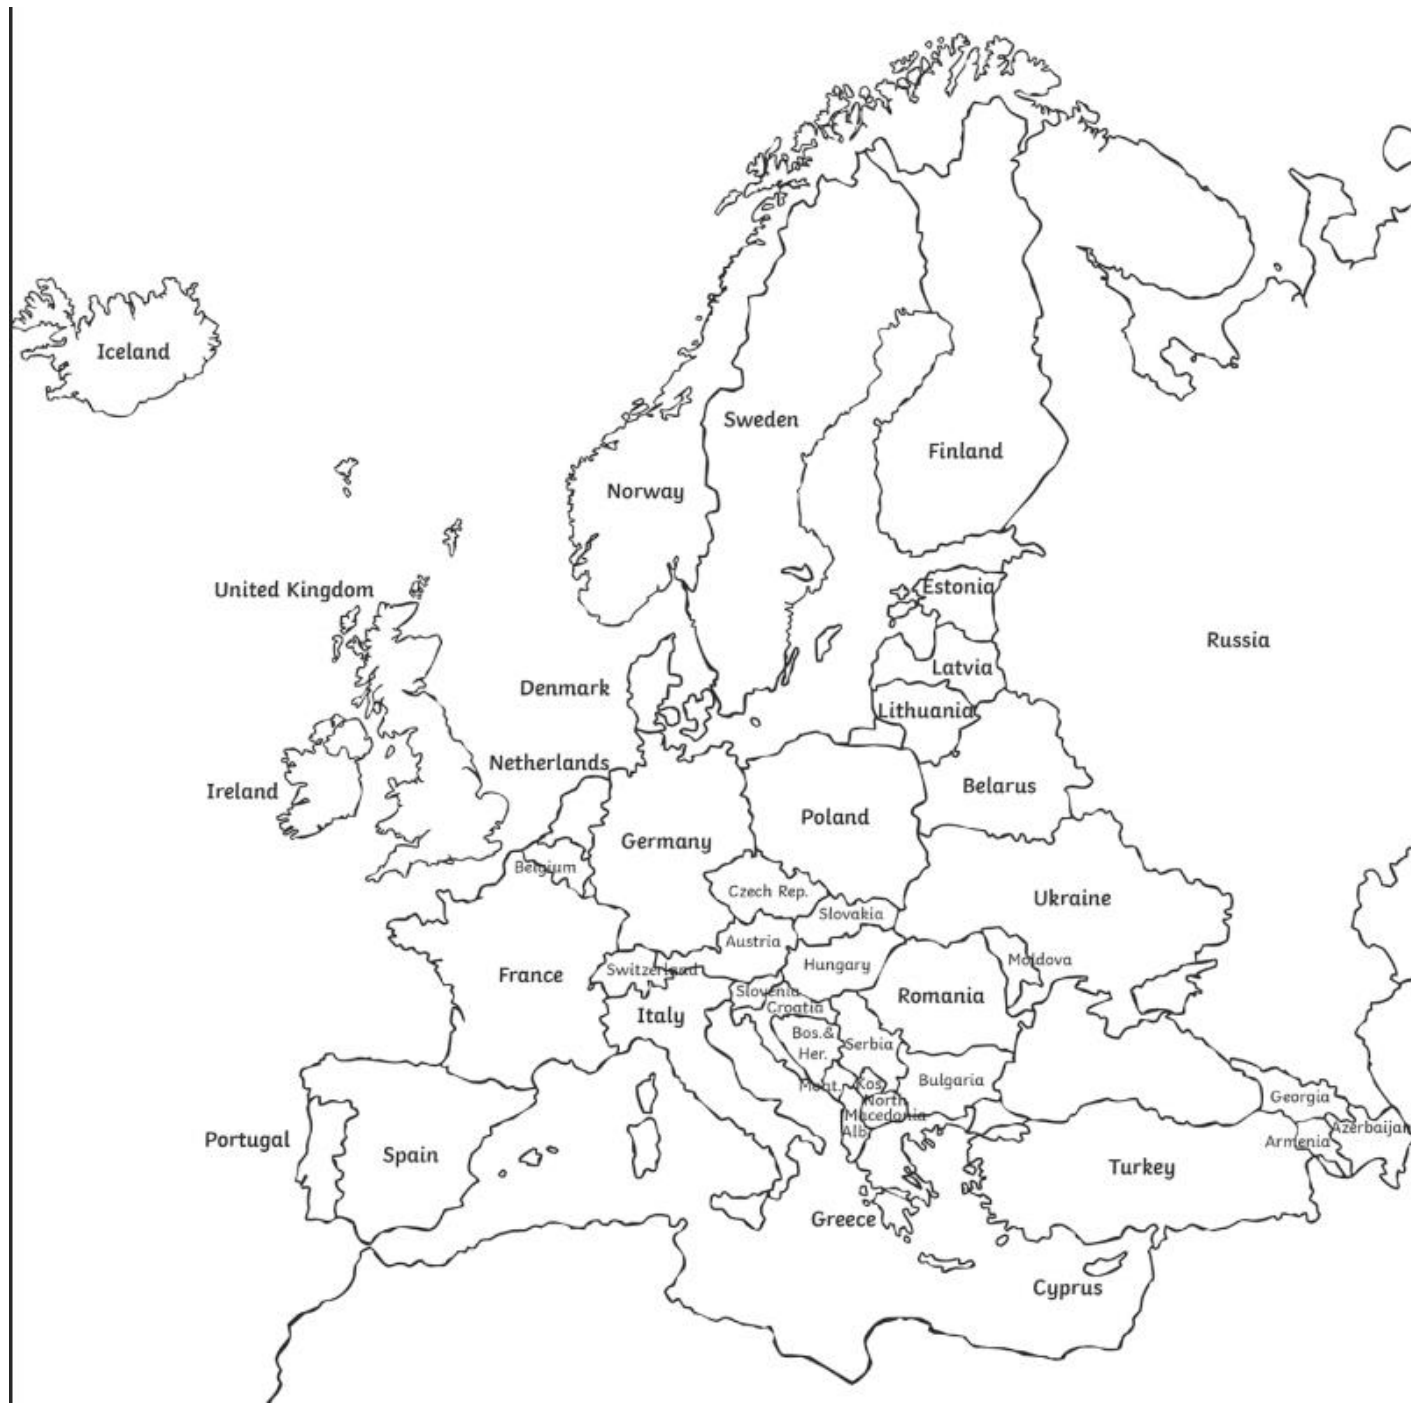 Iceland
Sweden
Finland
Norway
United Kingdom
Estonia
Russia
Latvia
Denmark
Lithuania
Netherlands
Ireland
Belarus
Poland
Germany
Belgium
Czech Rep.
Ukraine
Slovakia
Austria
Moldova
Hungary
Switzerland
France
Slovenia
Romania
Croatia
Italy
Bos.&
Her.
Serbia
Bulgaria
Kos.
Mont.
Georgia
North
Macedonia
Azerbaijan
Alb.
Armenia
Portugal
Spain
Turkey
Greece
Cyprus